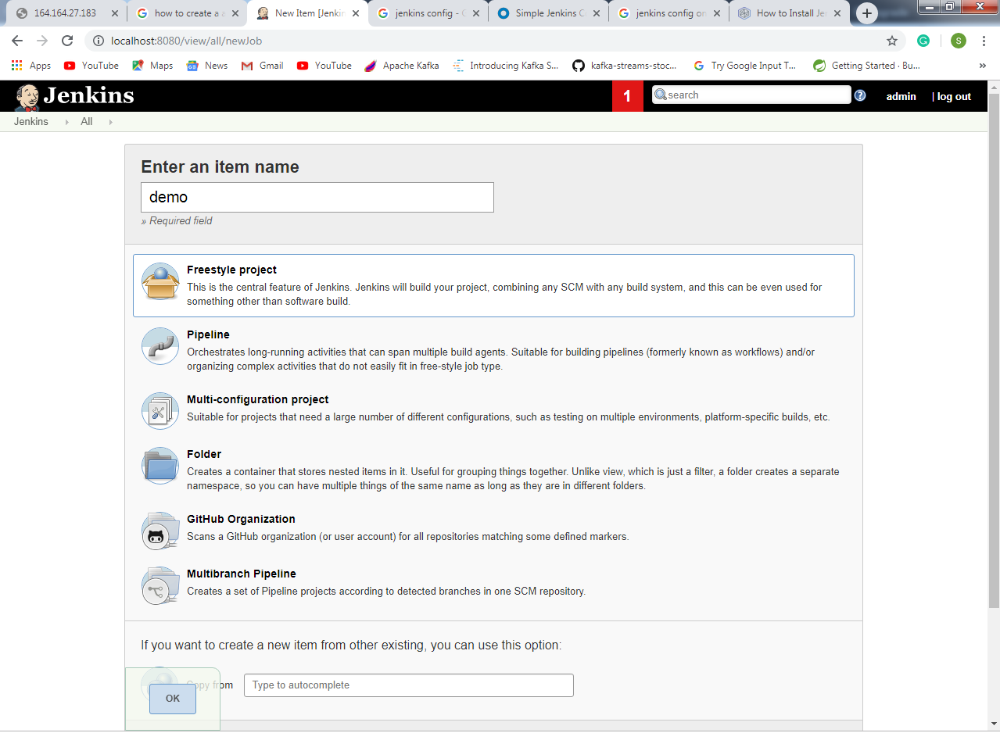 164.164.27.183
how to create a a
New Item [Jenkin
jenkins config - G
Simple Jenkins C
jenkins config on
How to Install Jen
localhost:8080/view/all/newJob
S
Apps
YouTube
Maps
News
Gmail
YouTube
Apache Kafka
Introducing Kafka S...
kafka-streams-stoc...
Try Google Input T...
Getting Started · Bu...
»
Jenkins
1
search
admin
| log out
Jenkins
All
Enter an item name
demo
» Required field
Freestyle project
This is the central feature of Jenkins. Jenkins will build your project, combining any SCM with any build system, and this can be even used for
something other than software build.
Pipeline
Orchestrates long-running activities that can span multiple build agents. Suitable for building pipelines (formerly known as workflows) and/or
organizing complex activities that do not easily fit in free-style job type.
Multi-configuration project
Suitable for projects that need a large number of different configurations, such as testing on multiple environments, platform-specific builds, etc.
Folder
Creates a container that stores nested items in it. Useful for grouping things together. Unlike view, which is just a filter, a folder creates a separate
namespace, so you can have multiple things of the same name as long as they are in different folders.
GitHub Organization
Scans a GitHub organization (or user account) for all repositories matching some defined markers.
Multibranch Pipeline
Creates a set of Pipeline projects according to detected branches in one SCM repository.
If you want to create a new item from other existing, you can use this option:
Copy from
Type to autocomplete
OK